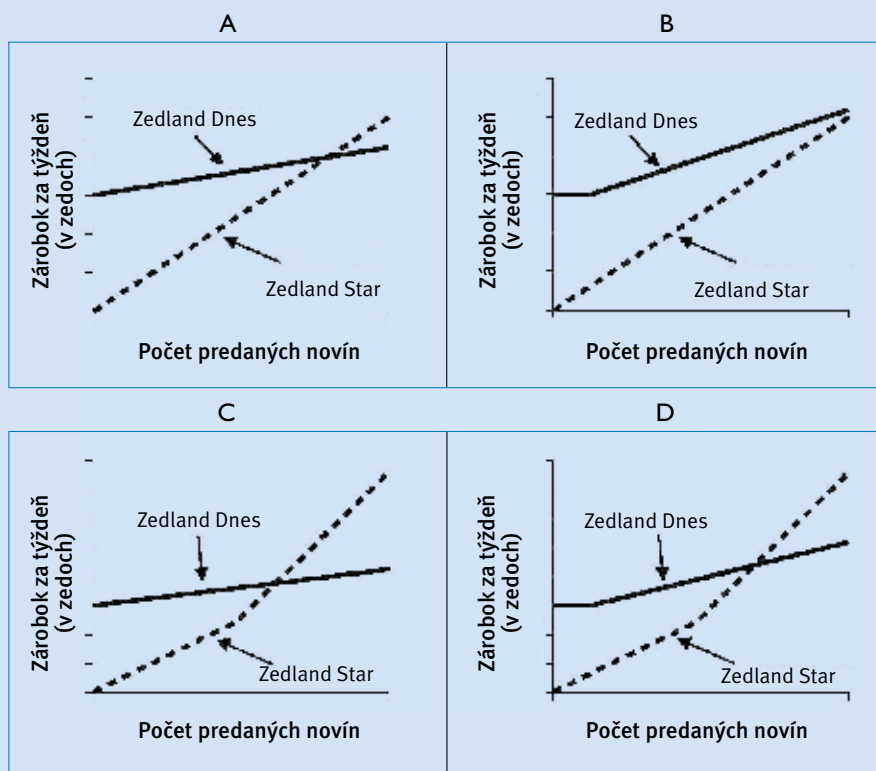 A
Zárobok za týždeň
(v zedoch)
Zedland Dnes
Zedland Star
Počet predaných novín
B
Zárobok za týždeň
(v zedoch)
Zedland Dnes
Zedland Star
Počet predaných novín
C
Zárobok za týždeň
(v zedoch)
Zedland Dnes
Zedland Star
Počet predaných novín
D
Zárobok za týždeň
(v zedoch)
Zedland Dnes
Zedland Star
Počet predaných novín